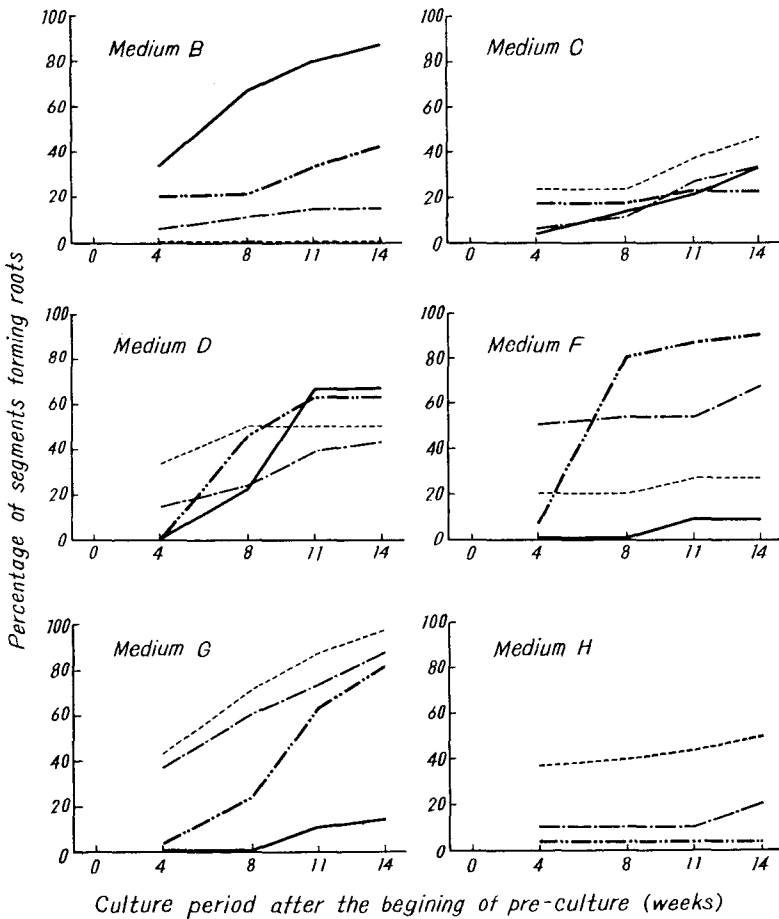 Percentage of segments forming roots
Medium B
100
80
60
40
20
0
0 4 8 11 14
Medium C
100
80
60
40
20
0
0 4 8 11 14
Medium D
100
80
60
40
20
0
0 4 8 11 14
Medium F
100
80
60
40
20
0
0 4 8 11 14
Medium G
100
80
60
40
20
0
0 4 8 11 14
Medium H
100
80
60
40
20
0
0 4 8 11 14
Culture period after the begining of pre-culture (weeks)